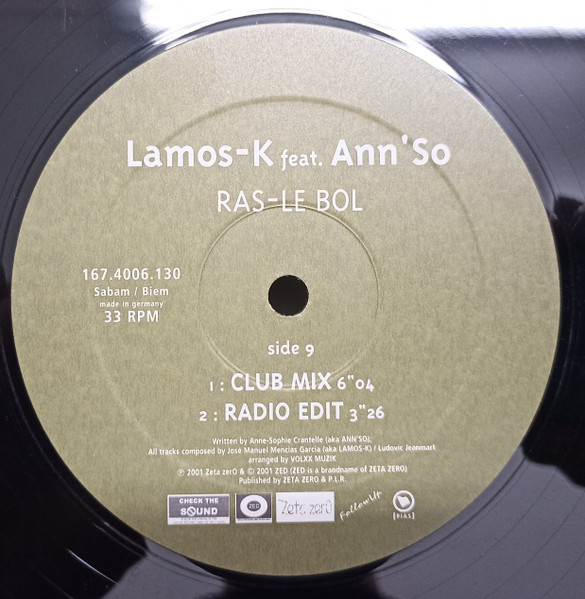 Lamos-K feat. Ann'So
RAS-LE BOL
167.4006.130
Sabam / Biem
made in germany
33 RPM
side 9
1 : CLUB MIX 6"04
2 : RADIO EDIT 3"26
Written by Anne-Sophie Crantelle (aka ANN'SO);
All tracks composed by José Manuel Mencias Garcia (aka LAMOS-K) / Ludovic Jeanmart
arranged by VOLXX MUZIK
℗ 2001 Zeta zerO & © 2001 ZED (ZED is a brandname of ZETA ZERO)
Published by ZETA ZERO & P.L.R.
CHECK THE
SOUND
ZED
Zeta zerO
FollowUp
[BIAS]